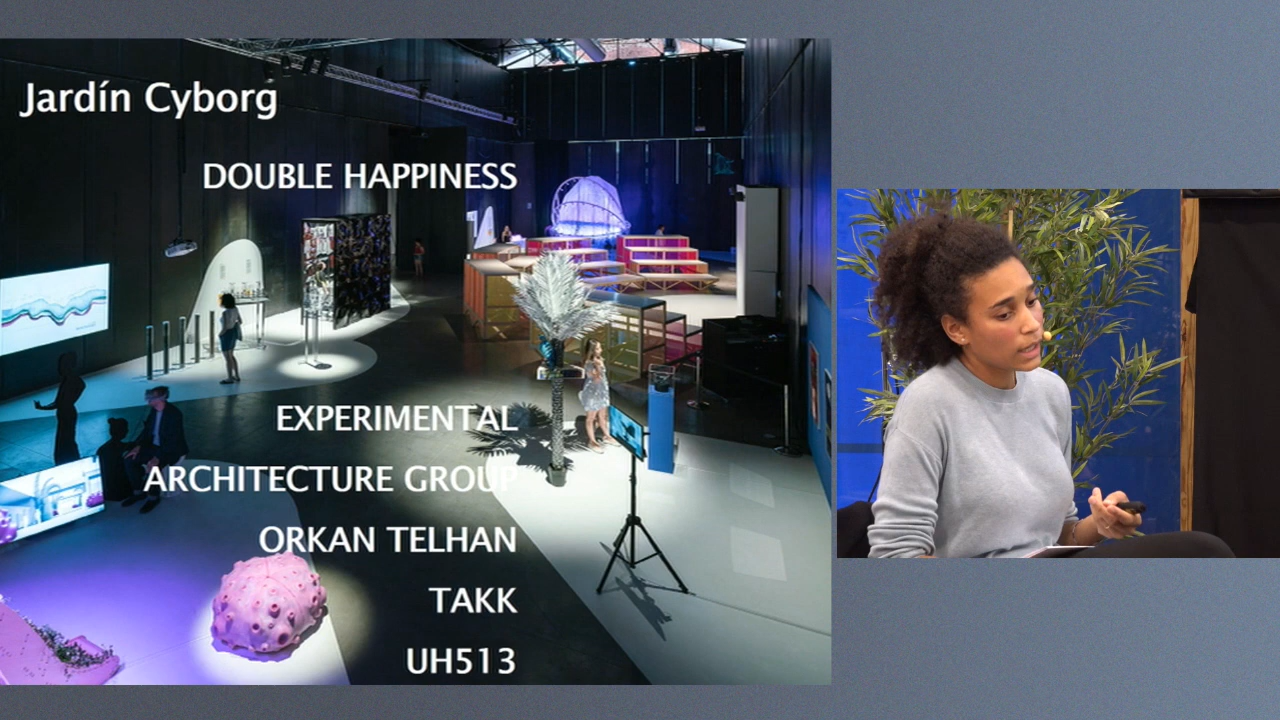 Jardín Cyborg
DOUBLE HAPPINESS
EXPERIMENTAL
ARCHITECTURE GROUP
ORKAN TELHAN
TAKK
UH513